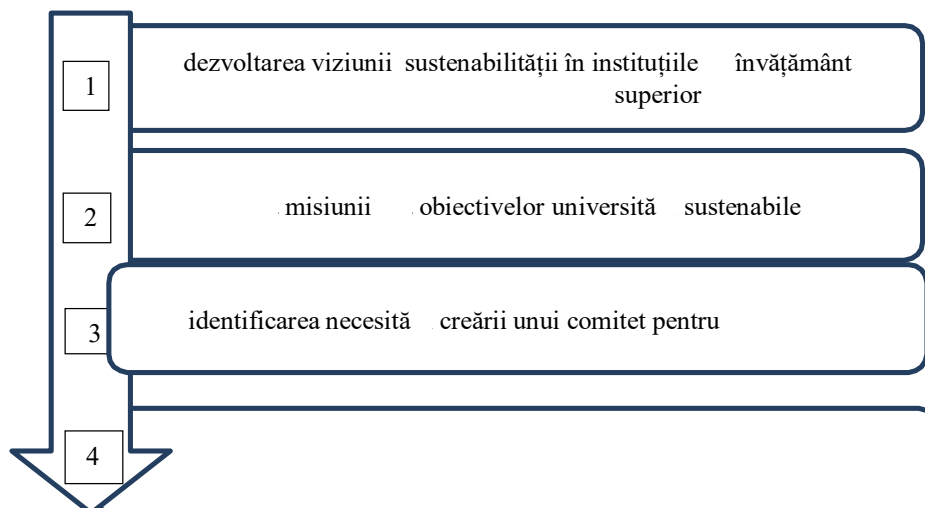 1
dezvoltarea viziunii sustenabilității în instituțiile învățământ
superior
2
misiunii obiectivelor universită sustenabile
3
identificarea necesită creării unui comitet pentru
4